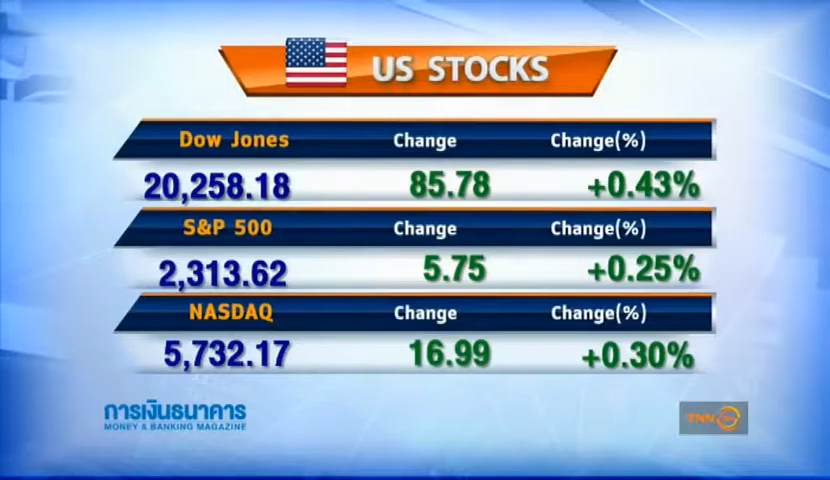 US STOCKS
Dow Jones Change Change(%)
20,258.18 85.78 +0.43%
S&P 500 Change Change(%)
2,313.62 5.75 +0.25%
NASDAQ Change Change(%)
5,732.17 16.99 +0.30%
การเงินธนาคาร
MONEY & BANKING MAGAZINE
TNN